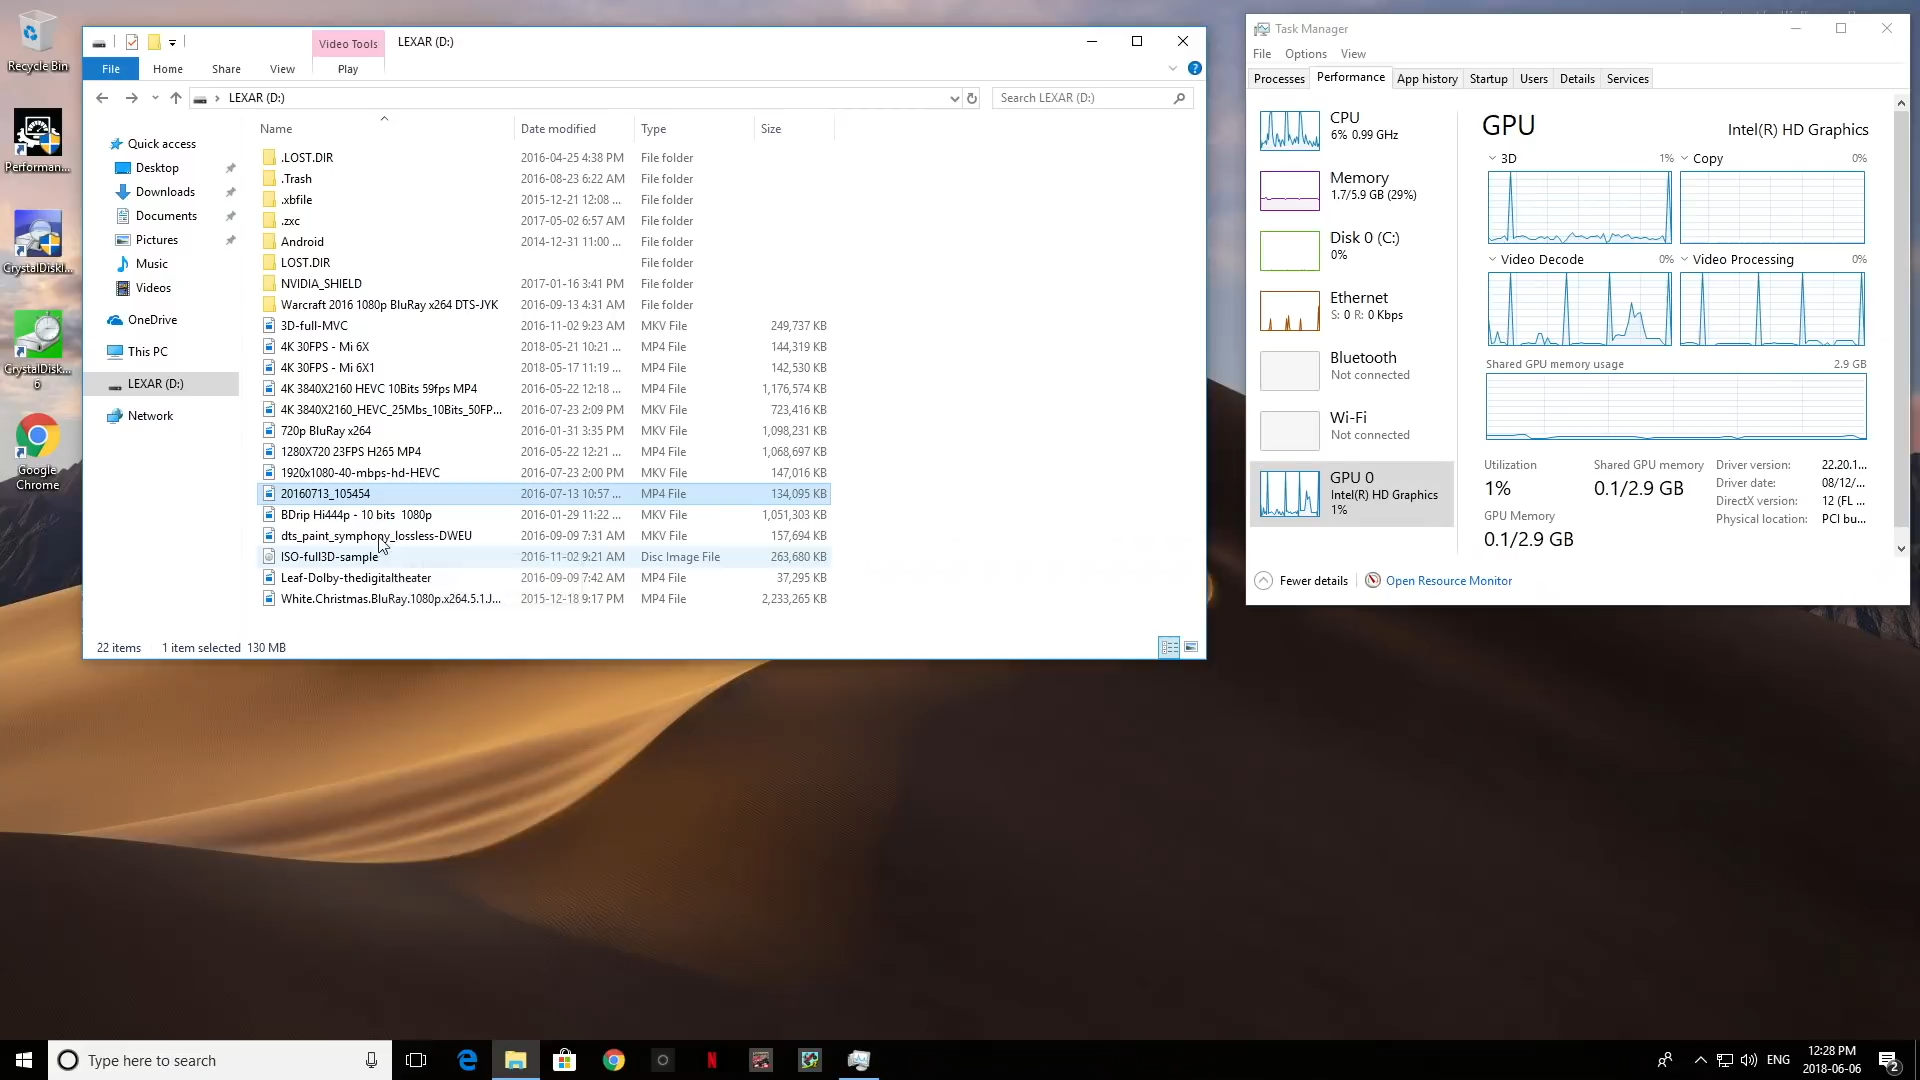 Recycle Bin
Performan...
CrystalDiskI...
CrystalDisk...
6
Google
Chrome
Video Tools
LEXAR (D:)
File
Home
Share
View
Play
LEXAR (D:)
Search LEXAR (D:)
Quick access
Desktop
Downloads
Documents
Pictures
Music
Videos
OneDrive
This PC
LEXAR (D:)
Network
Name Date modified Type Size
.LOST.DIR 2016-04-25 4:38 PM File folder
.Trash 2016-08-23 6:22 AM File folder
.xbfile 2015-12-21 12:08 ... File folder
.zxc 2017-05-02 6:57 AM File folder
Android 2014-12-31 11:00 ... File folder
LOST.DIR File folder
NVIDIA_SHIELD 2017-01-16 3:41 PM File folder
Warcraft 2016 1080p BluRay x264 DTS-JYK 2016-09-13 4:31 AM File folder
3D-full-MVC 2016-11-02 9:23 AM MKV File 249,737 KB
4K 30FPS - Mi 6X 2018-05-21 10:21 ... MP4 File 144,319 KB
4K 30FPS - Mi 6X1 2018-05-17 11:19 ... MP4 File 142,530 KB
4K 3840X2160 HEVC 10Bits 59fps MP4 2016-05-22 12:18 ... MP4 File 1,176,574 KB
4K 3840X2160_HEVC_25Mbs_10Bits_50FP... 2016-07-23 2:09 PM MKV File 723,416 KB
720p BluRay x264 2016-01-31 3:35 PM MKV File 1,098,231 KB
1280X720 23FPS H265 MP4 2016-05-22 12:21 ... MP4 File 1,068,697 KB
1920x1080-40-mbps-hd-HEVC 2016-07-23 2:00 PM MKV File 147,016 KB
20160713_105454 2016-07-13 10:57 ... MP4 File 134,095 KB
BDrip Hi444p - 10 bits 1080p 2016-01-29 11:22 ... MKV File 1,051,303 KB
dts_paint_symphony_lossless-DWEU 2016-09-09 7:31 AM MKV File 157,694 KB
ISO-full3D-sample 2016-11-02 9:21 AM Disc Image File 263,680 KB
Leaf-Dolby-thedigitaltheater 2016-09-09 7:42 AM MP4 File 37,295 KB
White.Christmas.BluRay.1080p.x264.5.1.J... 2015-12-18 9:17 PM MP4 File 2,233,265 KB
22 items 1 item selected 130 MB
Task Manager
File Options View
Processes Performance App history Startup Users Details Services
CPU
6% 0.99 GHz
Memory
1.7/5.9 GB (29%)
Disk 0 (C:)
0%
Ethernet
S: 0 R: 0 Kbps
Bluetooth
Not connected
Wi-Fi
Not connected
GPU 0
Intel(R) HD Graphics
1%
GPU Intel(R) HD Graphics
3D 1% Copy 0%
Video Decode 0% Video Processing 0%
Shared GPU memory usage 2.9 GB
Utilization
1%
Shared GPU memory
0.1/2.9 GB
GPU Memory
0.1/2.9 GB
Driver version: 22.20.1...
Driver date: 08/12/...
DirectX version: 12 (FL ...
Physical location: PCI bu...
Fewer details
Open Resource Monitor
Type here to search
ENG
12:28 PM
2018-06-06
2